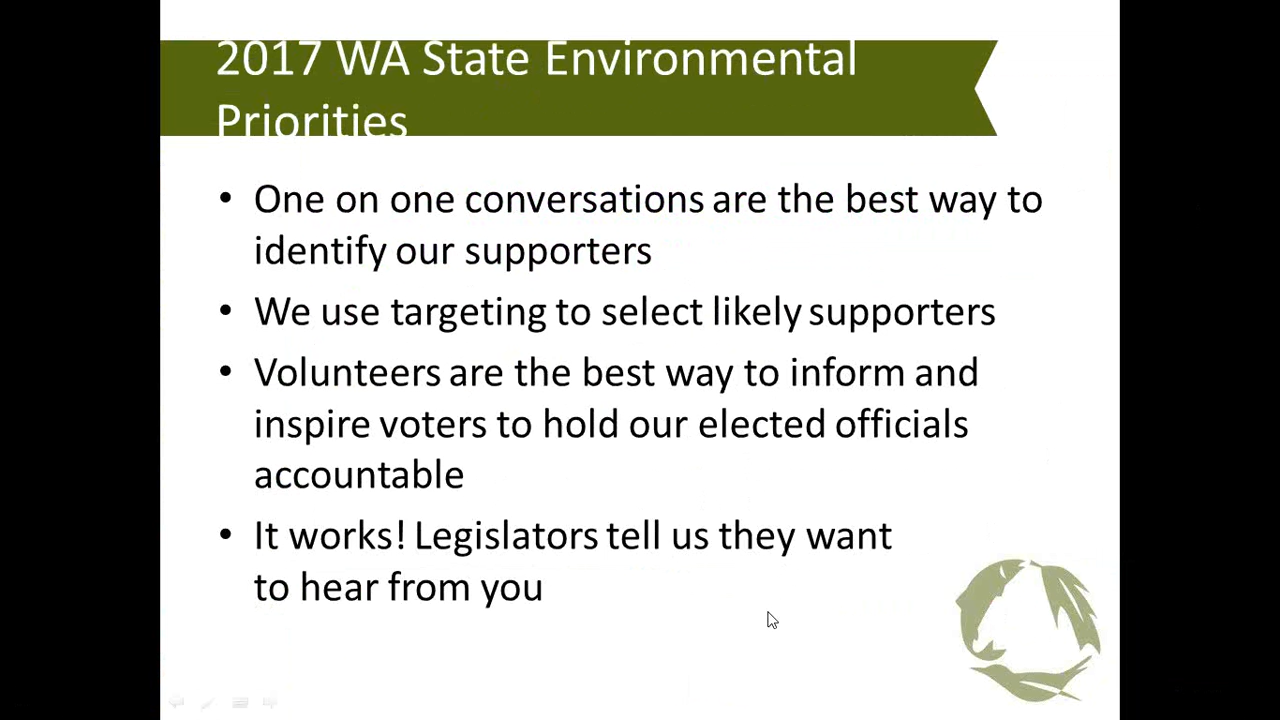 2017 WA State Environmental
Priorities
• One on one conversations are the best way to
identify our supporters
• We use targeting to select likely supporters
• Volunteers are the best way to inform and
inspire voters to hold our elected officials
accountable
• It works! Legislators tell us they want
to hear from you